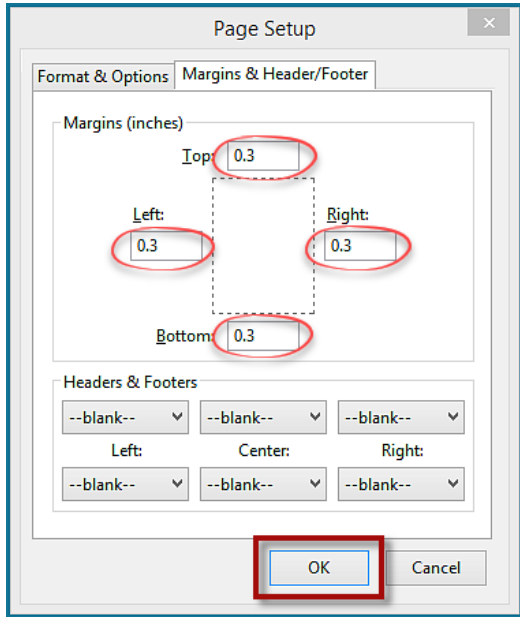 Page Setup
Format & Options Margins & Header/Footer
Margins (inches)
Top: 0.3
Left: Right:
0.3 0.3
Bottom: 0.3
Headers & Footers
--blank-- --blank-- --blank--
Left: Center: Right:
--blank-- --blank-- --blank--
OK Cancel